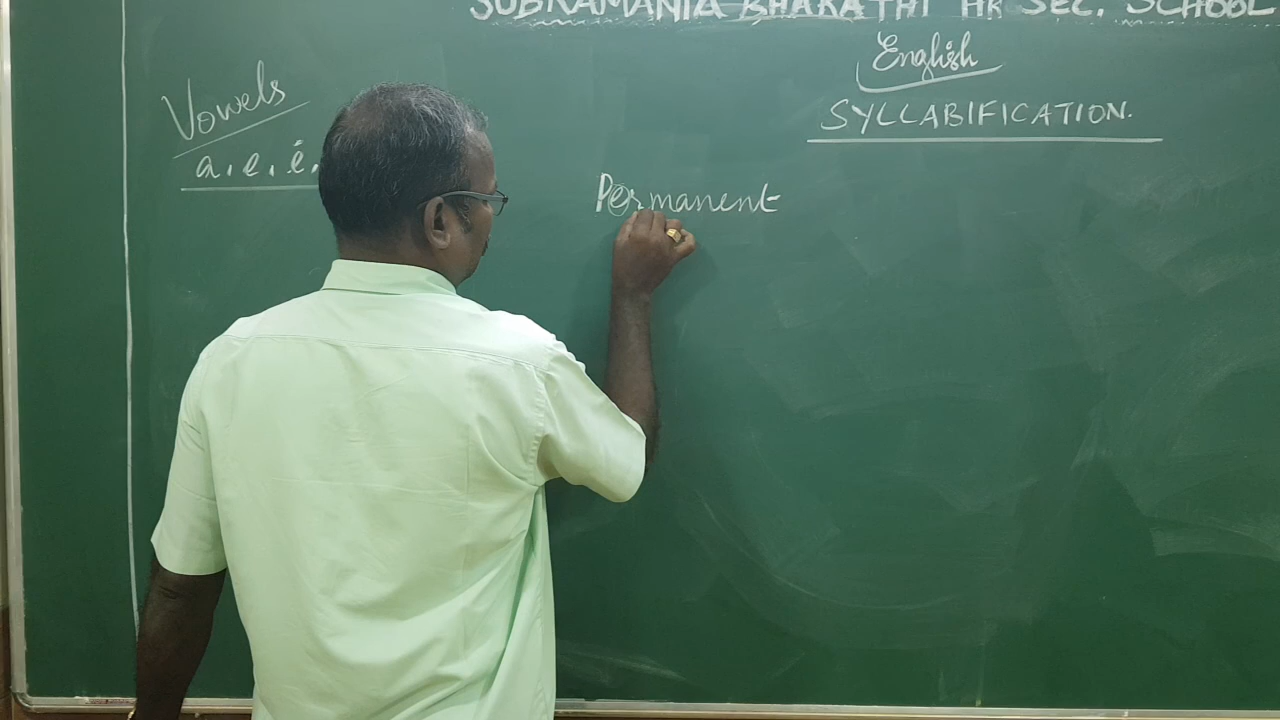 SUBRAMANIA BHARATHI HR SEC. SCHOOL
English
SYLLABIFICATION.
Vowels
a, e, i,
Permanent